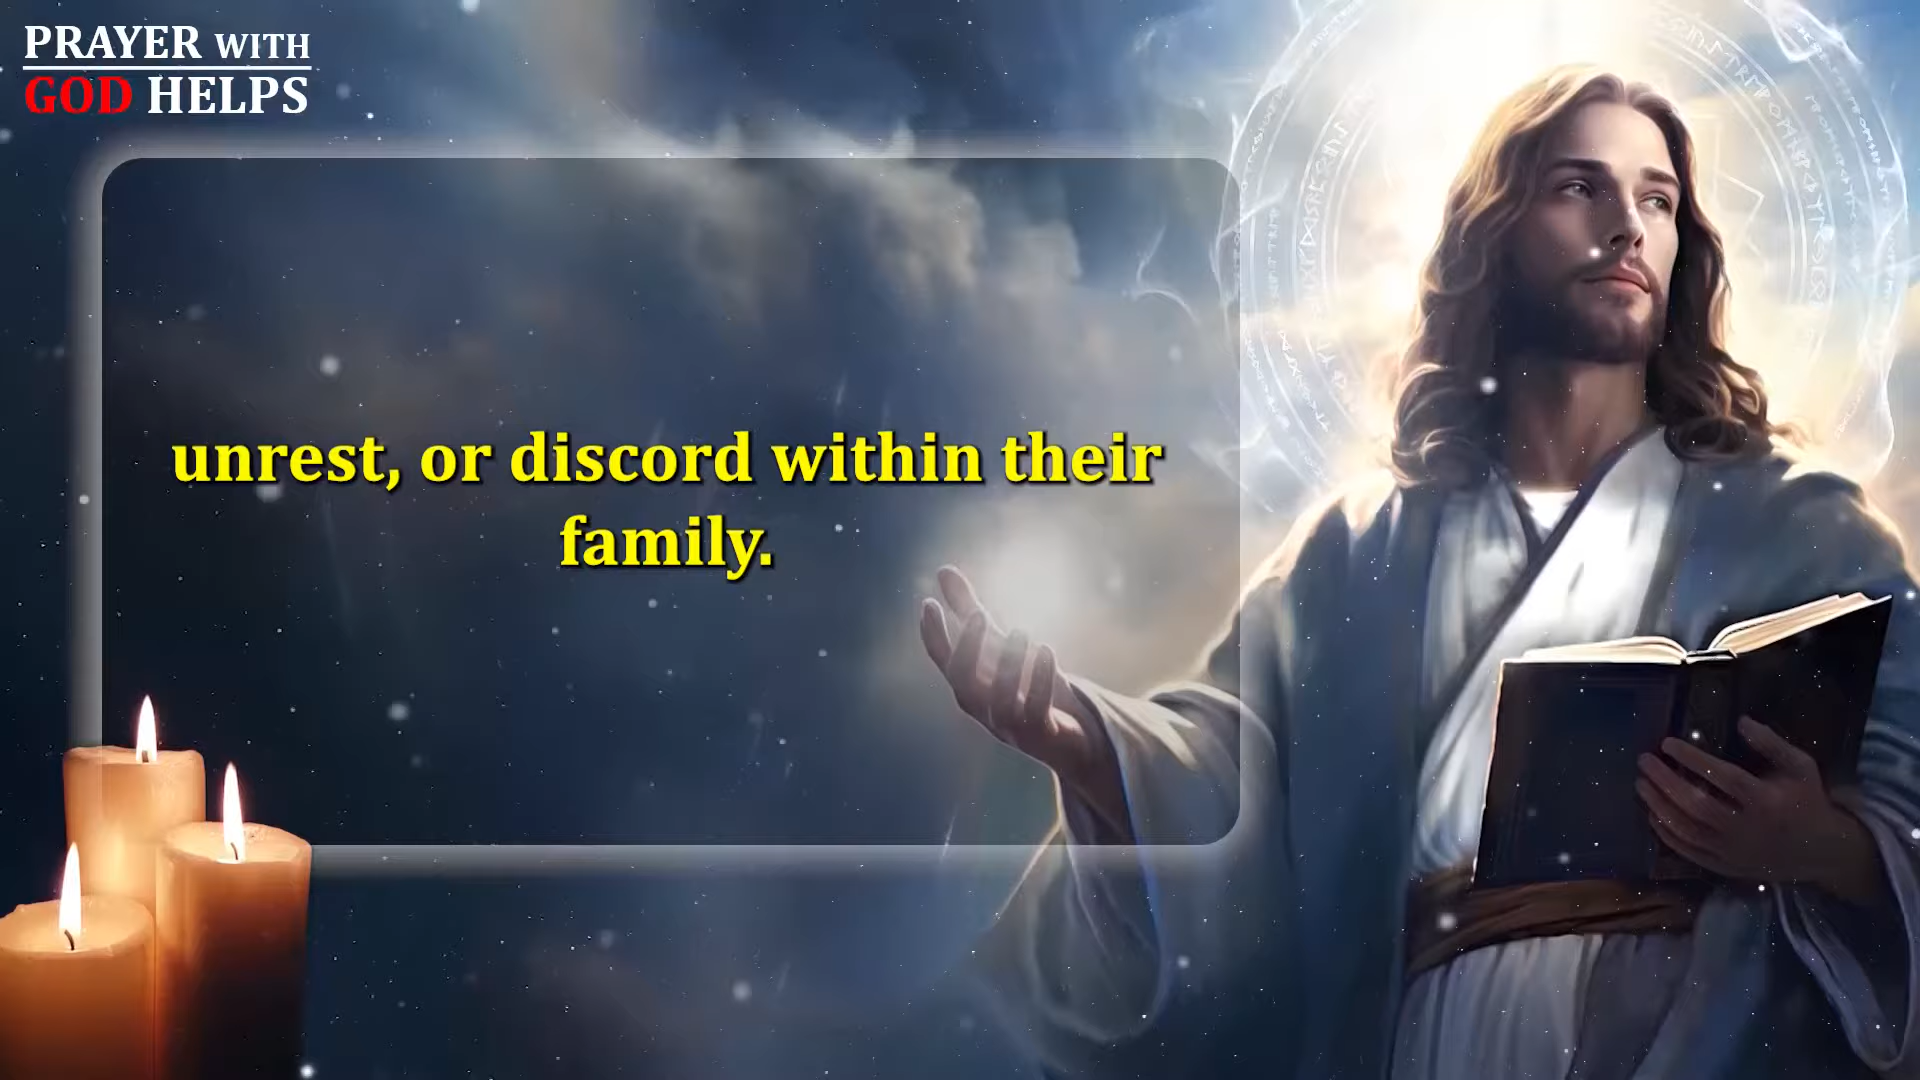 PRAYER WITH
GOD HELPS
unrest, or discord within their
family.